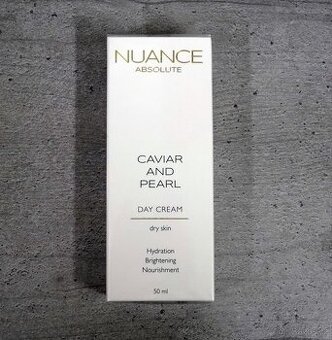 NUANCE
ABSOLUTE
CAVIAR
AND
PEARL
DAY CREAM
dry skin
Hydration
Brightening
Nourishment
50 ml